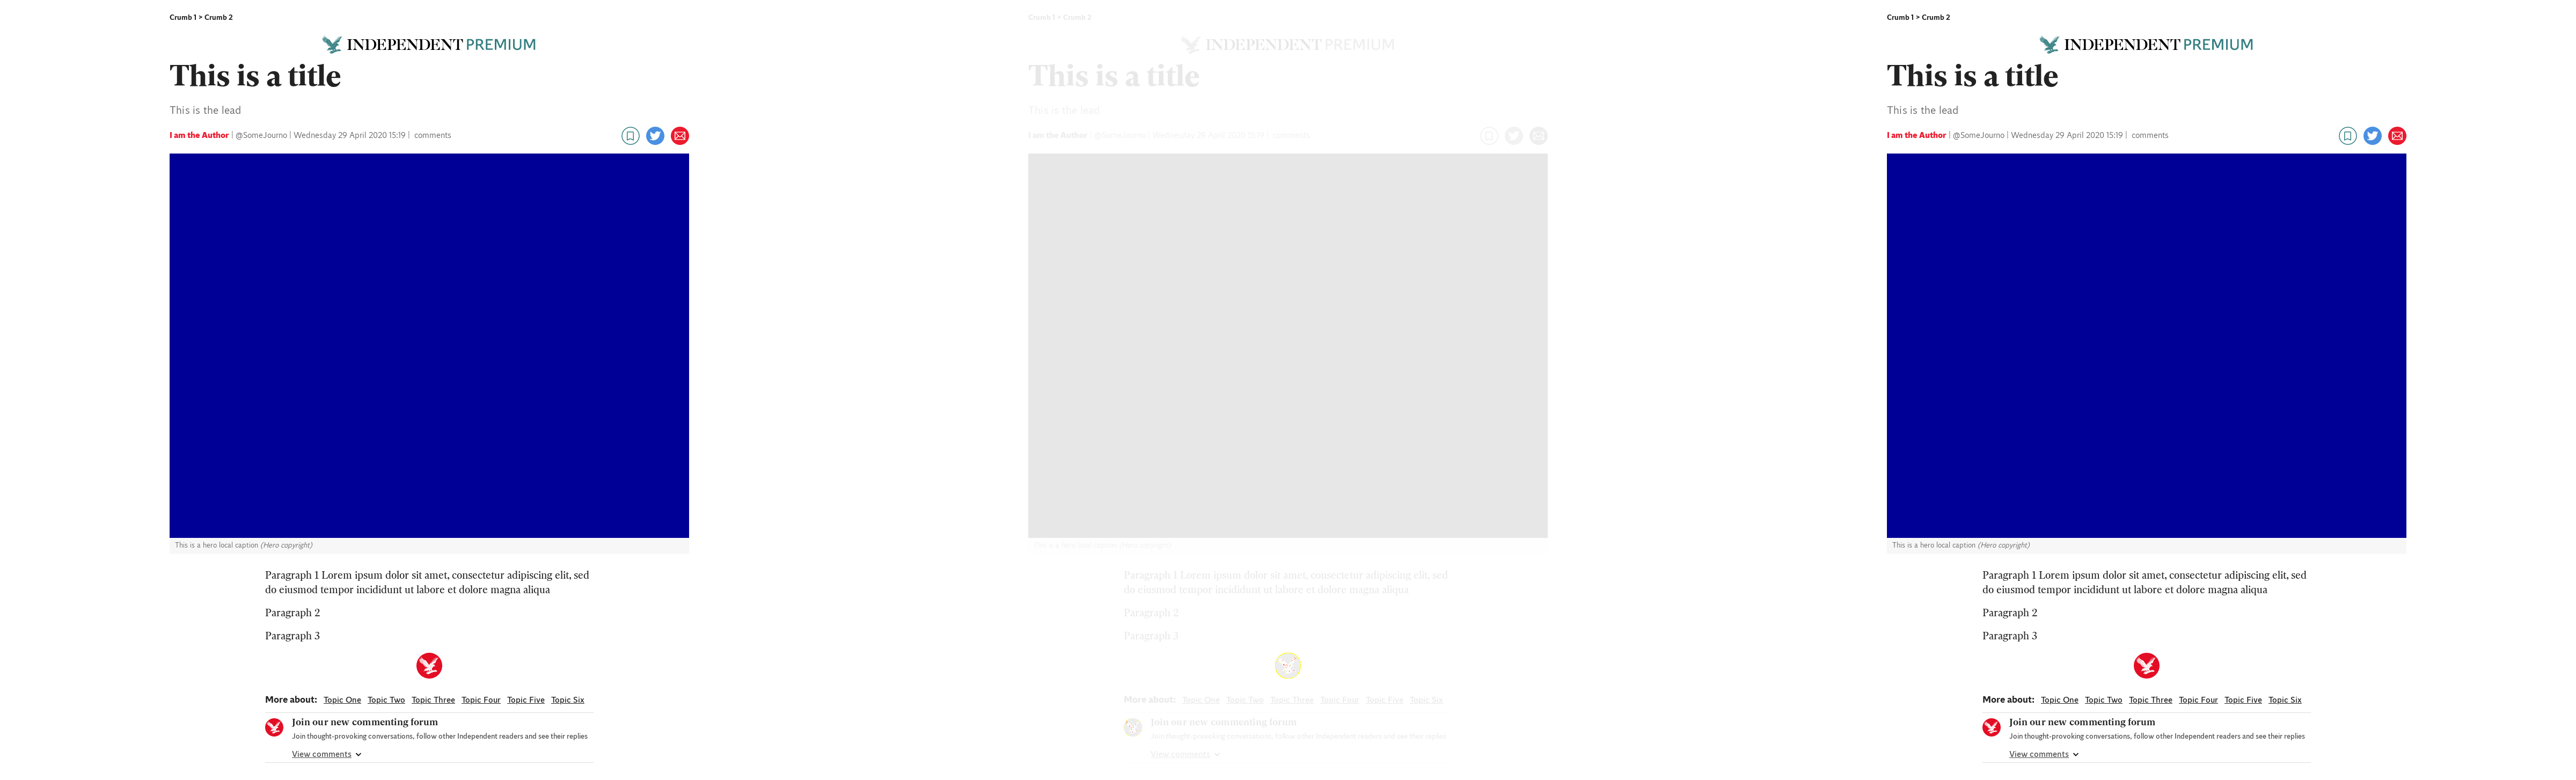 Crumb 1 > Crumb 2
INDEPENDENT PREMIUM
This is a title
This is the lead
I am the Author | @SomeJourno | Wednesday 29 April 2020 15:19 | comments
This is a hero local caption (Hero copyright)
Paragraph 1 Lorem ipsum dolor sit amet, consectetur adipiscing elit, sed
do eiusmod tempor incididunt ut labore et dolore magna aliqua
Paragraph 2
Paragraph 3
More about: Topic One Topic Two Topic Three Topic Four Topic Five Topic Six
Join our new commenting forum
Join thought-provoking conversations, follow other Independent readers and see their replies
View comments
Crumb 1 > Crumb 2
INDEPENDENT PREMIUM
This is a title
This is the lead
I am the Author | @SomeJourno | Wednesday 29 April 2020 15:19 | comments
This is a hero local caption (Hero copyright)
Paragraph 1 Lorem ipsum dolor sit amet, consectetur adipiscing elit, sed
do eiusmod tempor incididunt ut labore et dolore magna aliqua
Paragraph 2
Paragraph 3
More about: Topic One Topic Two Topic Three Topic Four Topic Five Topic Six
Join our new commenting forum
Join thought-provoking conversations, follow other Independent readers and see their replies
View comments
Crumb 1 > Crumb 2
INDEPENDENT PREMIUM
This is a title
This is the lead
I am the Author | @SomeJourno | Wednesday 29 April 2020 15:19 | comments
This is a hero local caption (Hero copyright)
Paragraph 1 Lorem ipsum dolor sit amet, consectetur adipiscing elit, sed
do eiusmod tempor incididunt ut labore et dolore magna aliqua
Paragraph 2
Paragraph 3
More about: Topic One Topic Two Topic Three Topic Four Topic Five Topic Six
Join our new commenting forum
Join thought-provoking conversations, follow other Independent readers and see their replies
View comments